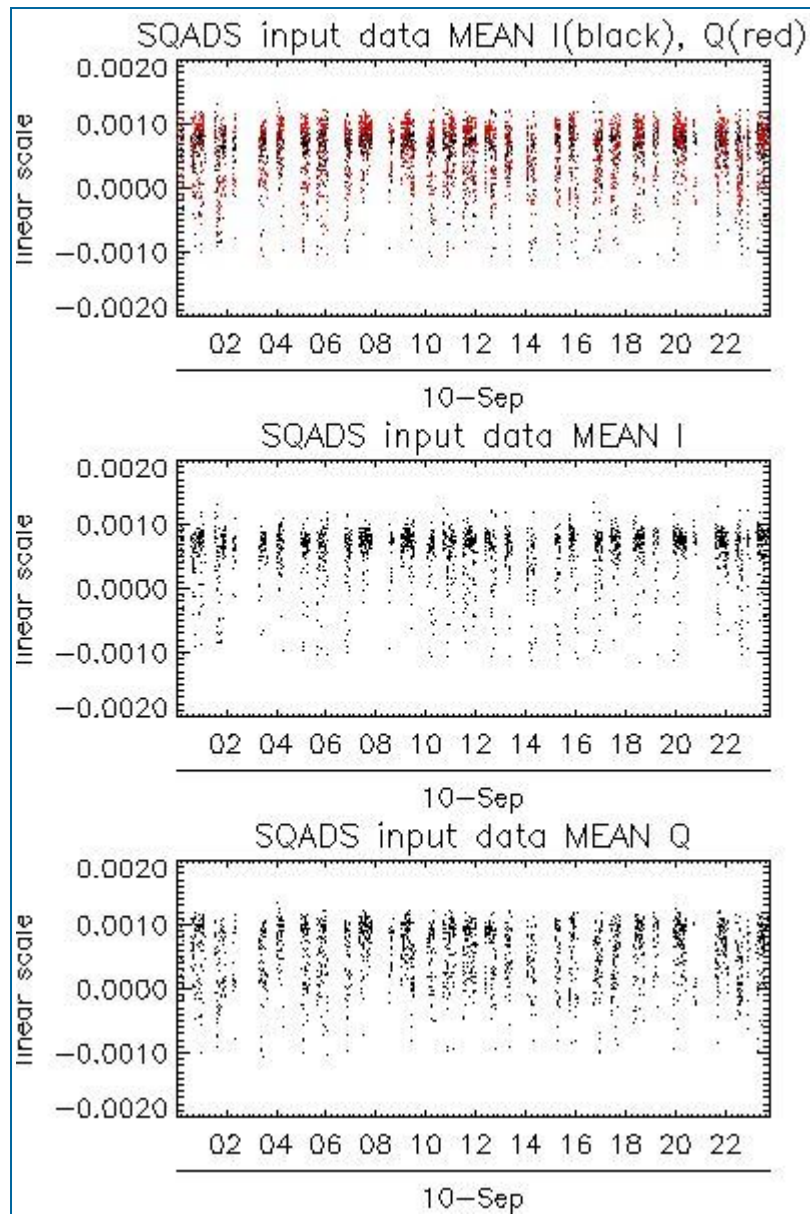 SQADS input data MEAN I(black), Q(red)
linear scale
0.0020
0.0010
0.0000
−0.0010
−0.0020
02 04 06 08 10 12 14 16 18 20 22
10−Sep
SQADS input data MEAN I
linear scale
0.0020
0.0010
0.0000
−0.0010
−0.0020
02 04 06 08 10 12 14 16 18 20 22
10−Sep
SQADS input data MEAN Q
linear scale
0.0020
0.0010
0.0000
−0.0010
−0.0020
02 04 06 08 10 12 14 16 18 20 22
10−Sep